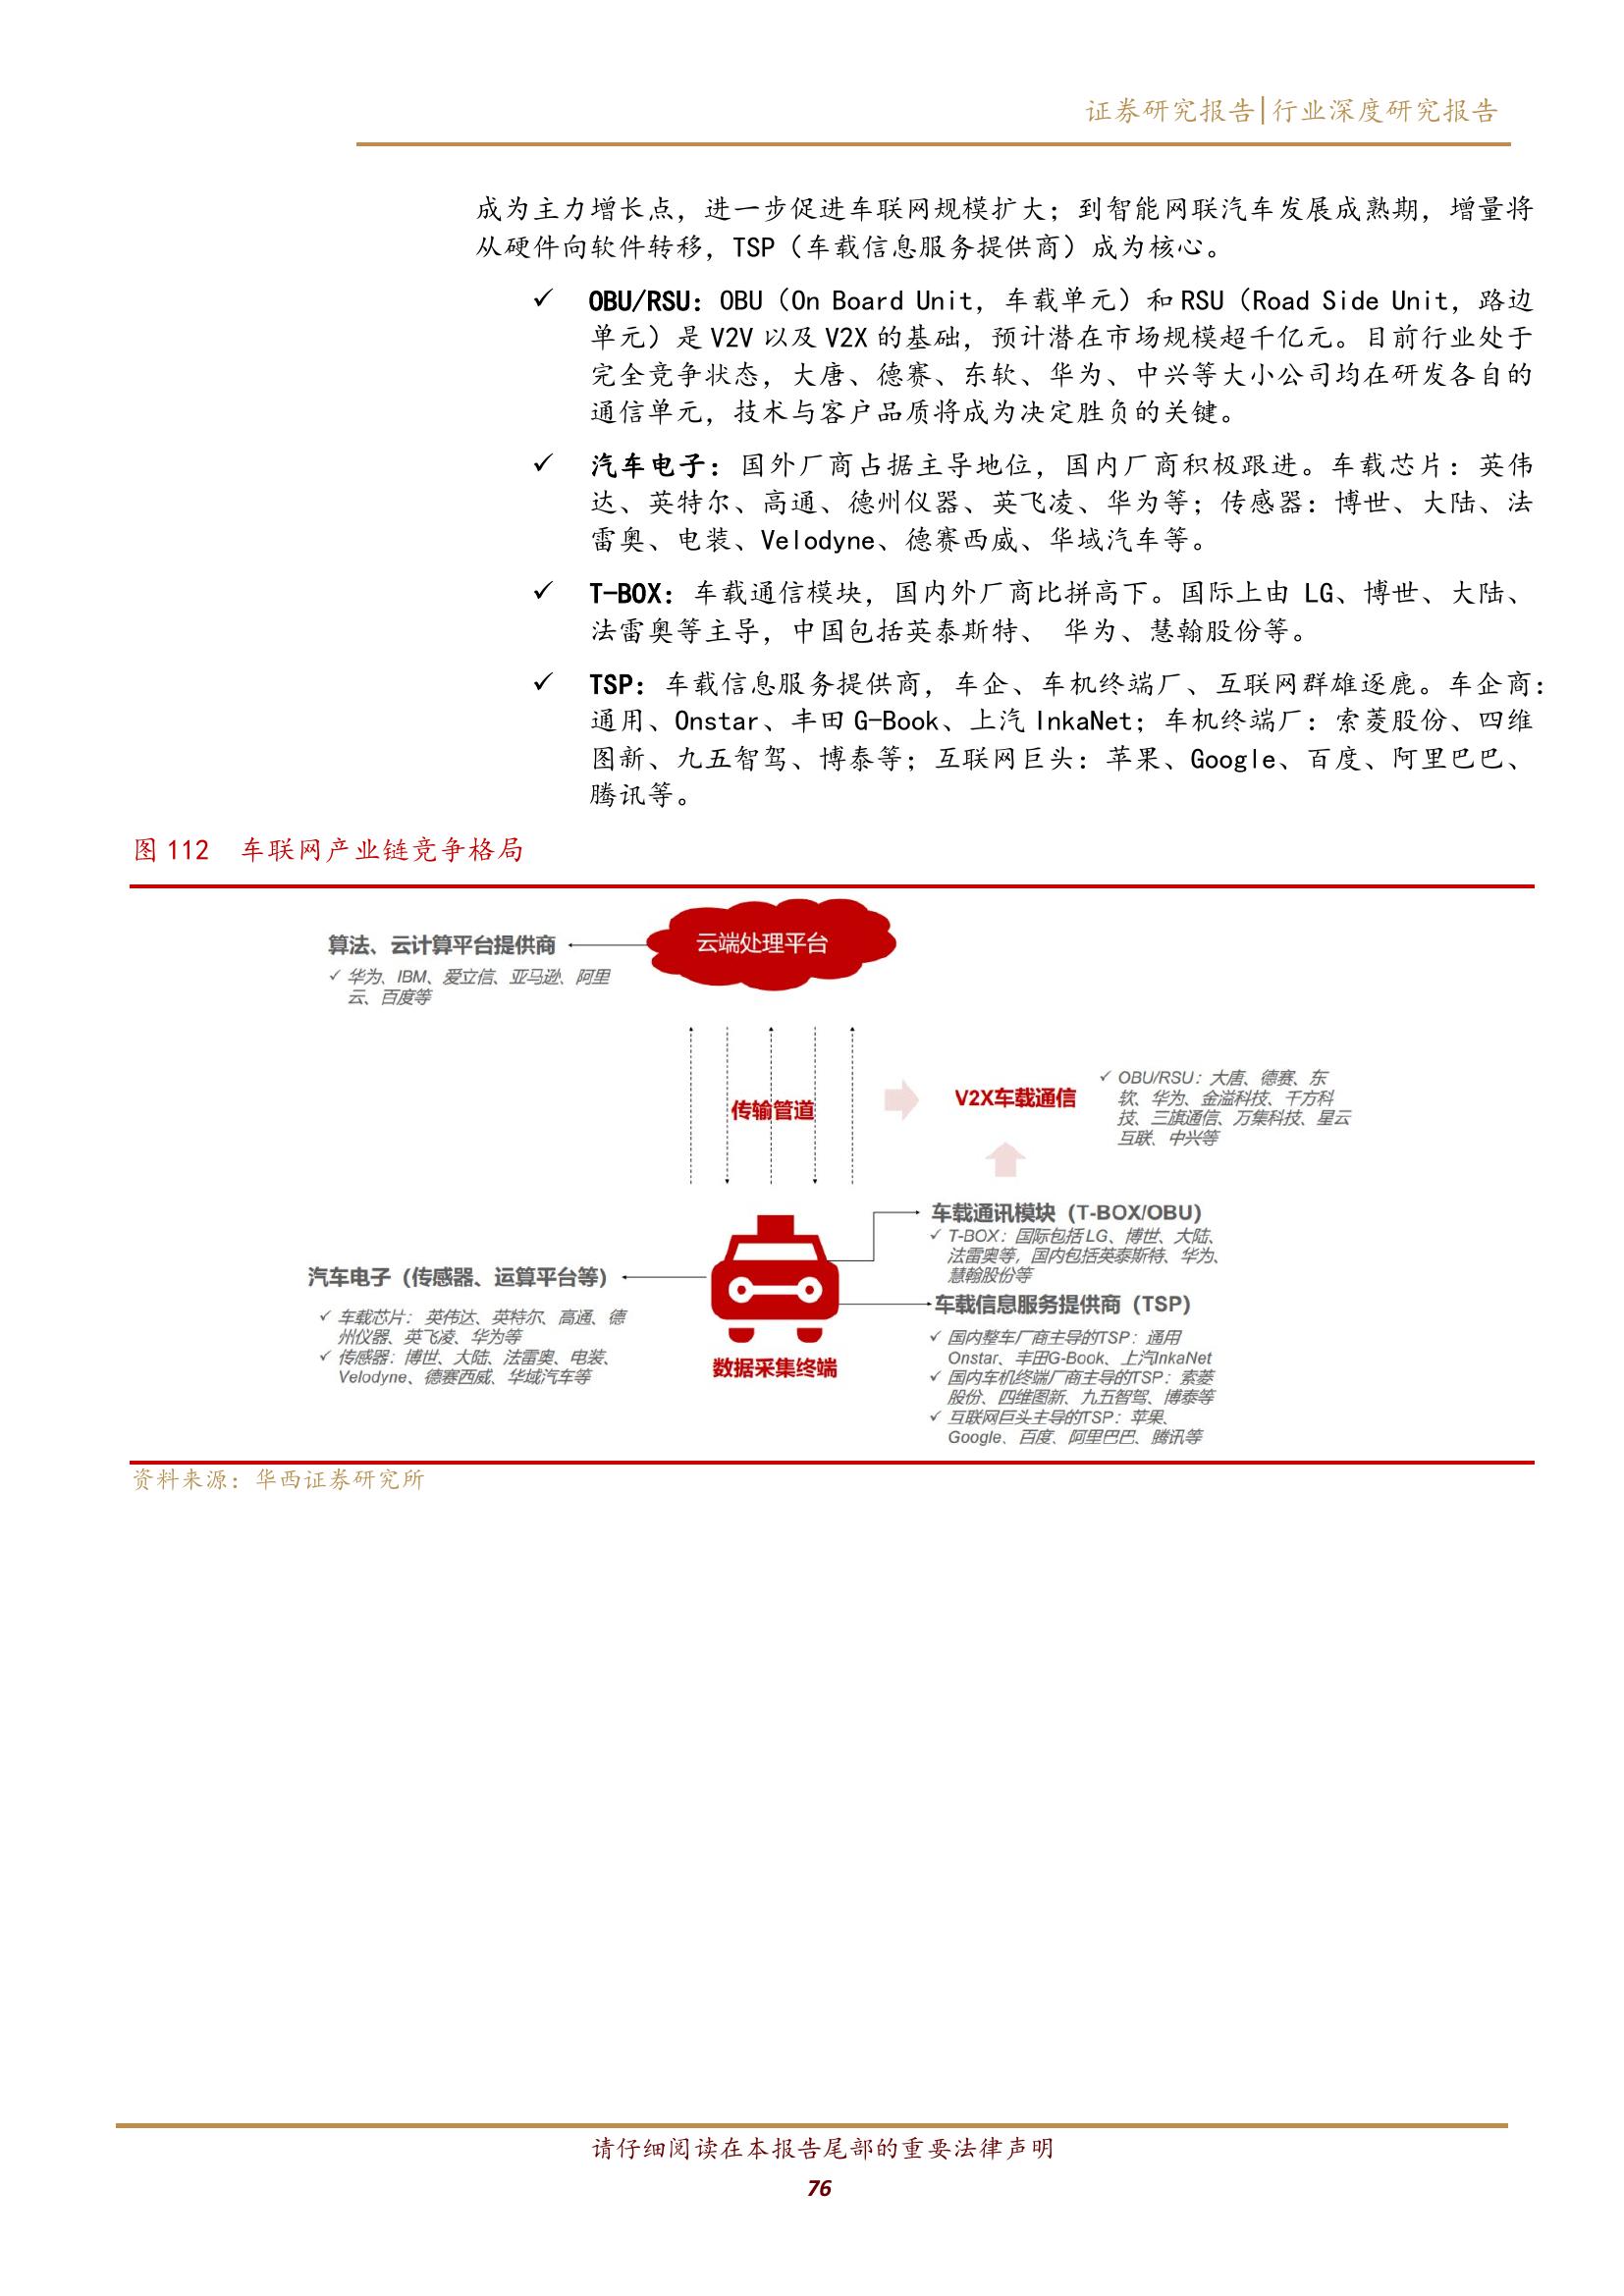 证券研究报告|行业深度研究报告
成为主力增长点，进一步促进车联网规模扩大；到智能网联汽车发展成熟期，增量将
从硬件向软件转移，TSP（车载信息服务提供商）成为核心。
✓ OBU/RSU：OBU（On Board Unit，车载单元）和 RSU（Road Side Unit，路边
单元）是 V2V 以及 V2X 的基础，预计潜在市场规模超千亿元。目前行业处于
完全竞争状态，大唐、德赛、东软、华为、中兴等大小公司均在研发各自的
通信单元，技术与客户品质将成为决定胜负的关键。
✓ 汽车电子：国外厂商占据主导地位，国内厂商积极跟进。车载芯片：英伟
达、英特尔、高通、德州仪器、英飞凌、华为等；传感器：博世、大陆、法
雷奥、电装、Velodyne、德赛西威、华域汽车等。
✓ T-BOX：车载通信模块，国内外厂商比拼高下。国际上由 LG、博世、大陆、
法雷奥等主导，中国包括英泰斯特、 华为、慧翰股份等。
✓ TSP：车载信息服务提供商，车企、车机终端厂、互联网群雄逐鹿。车企商：
通用、Onstar、丰田 G-Book、上汽 InkaNet；车机终端厂：索菱股份、四维
图新、九五智驾、博泰等；互联网巨头：苹果、Google、百度、阿里巴巴、
腾讯等。
图 112 车联网产业链竞争格局
云端处理平台
算法、云计算平台提供商
✓ 华为、IBM、爱立信、亚马逊、阿里
云、百度等
传输管道
V2X车载通信
✓ OBU/RSU：大唐、德赛、东
软、华为、金溢科技、千方科
技、三旗通信、万集科技、星云
互联、中兴等
车载通讯模块（T-BOX/OBU）
✓ T-BOX：国际包括LG、博世、大陆、
法雷奥等，国内包括英泰斯特、华为、
慧翰股份等
汽车电子（传感器、运算平台等）
✓ 车载芯片： 英伟达、英特尔、高通、德
州仪器、英飞凌、华为等
✓ 传感器：博世、大陆、法雷奥、电装、
Velodyne、德赛西威、华域汽车等
数据采集终端
车载信息服务提供商（TSP）
✓ 国内整车厂商主导的TSP：通用
Onstar、丰田G-Book、上汽InkaNet
✓ 国内车机终端厂商主导的TSP：索菱
股份、四维图新、九五智驾、博泰等
✓ 互联网巨头主导的TSP：苹果、
Google、百度、阿里巴巴、腾讯等
资料来源：华西证券研究所
请仔细阅读在本报告尾部的重要法律声明
76